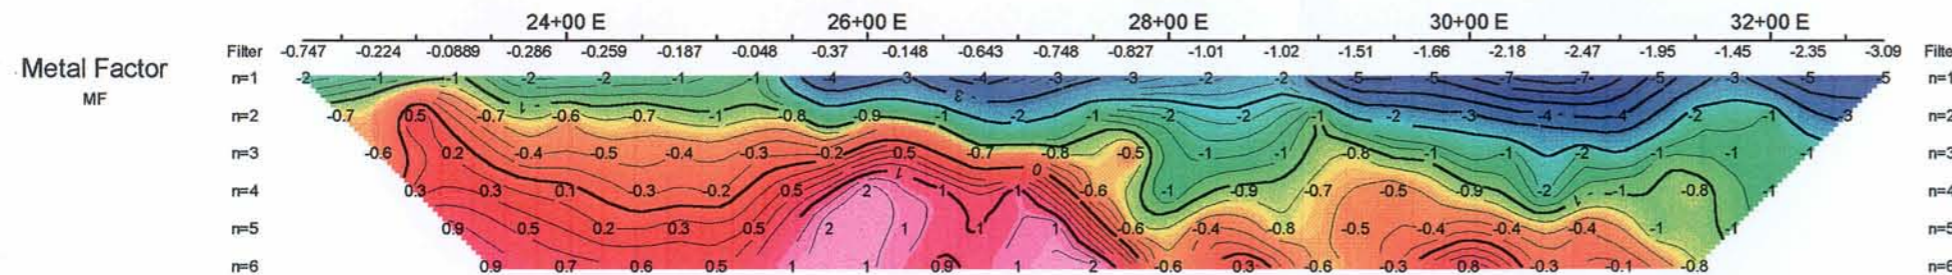 24+00 E 26+00 E 28+00 E 30+00 E 32+00 E
Metal Factor
MF
Filter -0.747 -0.224 -0.0889 -0.286 -0.259 -0.187 -0.048 -0.37 -0.148 -0.643 -0.748 -0.827 -1.01 -1.02 -1.51 -1.66 -2.18 -2.47 -1.95 -1.45 -2.35 -3.09 Filte
n=1 -2 -1 -1 -2 -2 -1 -1 -4 -3 -4 -3 -3 -2 -2 -5 -5 -7 -7 -5 -3 -5 -5 n=1
n=2 -0.7 0.5 -0.7 -0.6 -0.7 -1 -0.8 -0.9 -1 -2 -1 -2 -2 -1 -2 -3 -4 -4 -2 -1 -3 n=2
n=3 -0.6 0.2 -0.4 -0.5 -0.4 -0.3 -0.2 0.5 -0.7 -0.8 -0.5 -1 -1 -0.8 -1 -1 -2 -1 -1 -1 n=3
n=4 0.3 0.3 0.1 -0.3 -0.2 0.5 2 1 1 -0.6 -1 -0.9 -0.7 -0.5 -0.9 -2 -1 -0.8 -1 n=4
n=5 0.9 0.5 0.2 0.3 0.5 2 1 1 1 -0.6 -0.4 -0.8 -0.5 -0.4 -0.4 -0.4 -1 -1 n=5
n=6 0.9 0.7 0.6 0.5 1 1 0.9 1 2 -0.6 0.3 -0.6 -0.3 0.8 -0.3 -0.1 -0.8 n=6